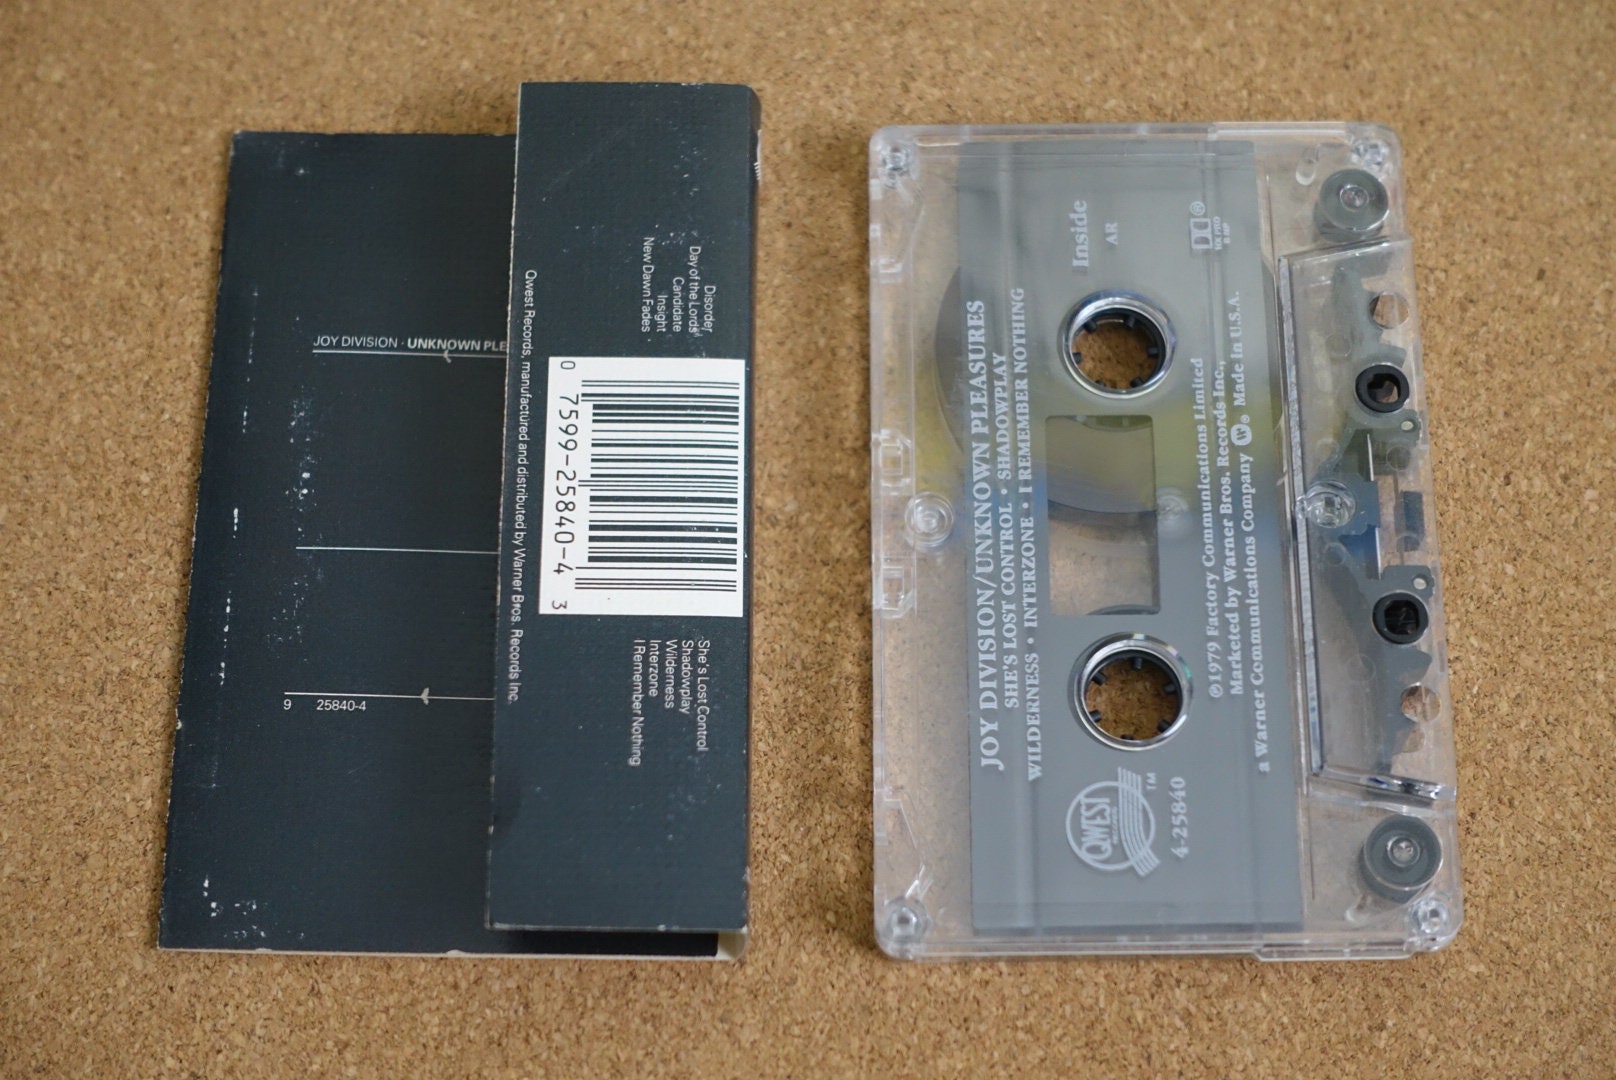 JOY DIVISION · UNKNOWN PLE
9 25840-4
Disorder
Day of the Lords
Candidate
Insight
New Dawn Fades
0 7599-25840-4 3
She's Lost Control
Shadowplay
Wilderness
Interzone
I Remember Nothing
Qwest Records, manufactured and distributed by Warner Bros. Records Inc.
JOY DIVISION/UNKNOWN PLEASURES
SHE'S LOST CONTROL • SHADOWPLAY
WILDERNESS • INTERZONE • I REMEMBER NOTHING
Inside
AR
QWEST
RECORDS
TM
4-25840
℗1979 Factory Communications Limited
Marketed by Warner Bros. Records Inc.,
a Warner Communications Company W® Made in U.S.A.